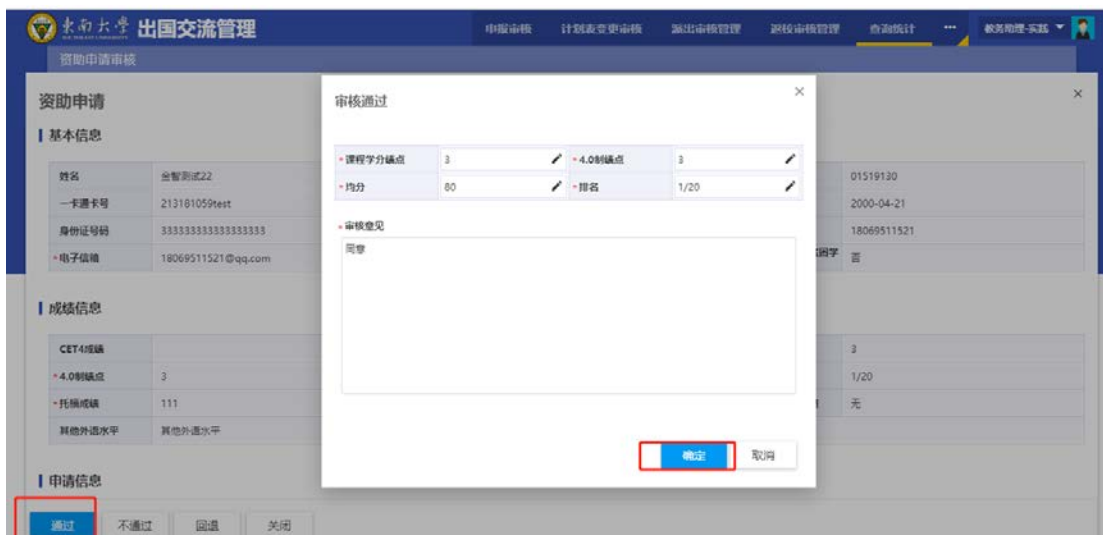 东南大学 出国交流管理
申报审核 计划表变更审核 派出审核管理 返校审核管理 查询统计 ··· 教务助理-实践
资助申请审核
资助申请
审核通过
基本信息
*课程学分绩点 3 *4.0制绩点 3
*均分 80 *排名 1/20
姓名 金智测试22 01519130
一卡通卡号 213181059test 2000-04-21
*审核意见
身份证号码 333333333333333333 18069511521
同意
*电子信箱 18069511521@qq.com 否
成绩信息
CET4成绩 3
*4.0制绩点 3 1/20
*托福成绩 111 无
其他外语水平 其他外语水平
确定 取消
申请信息
通过 不通过 回退 关闭